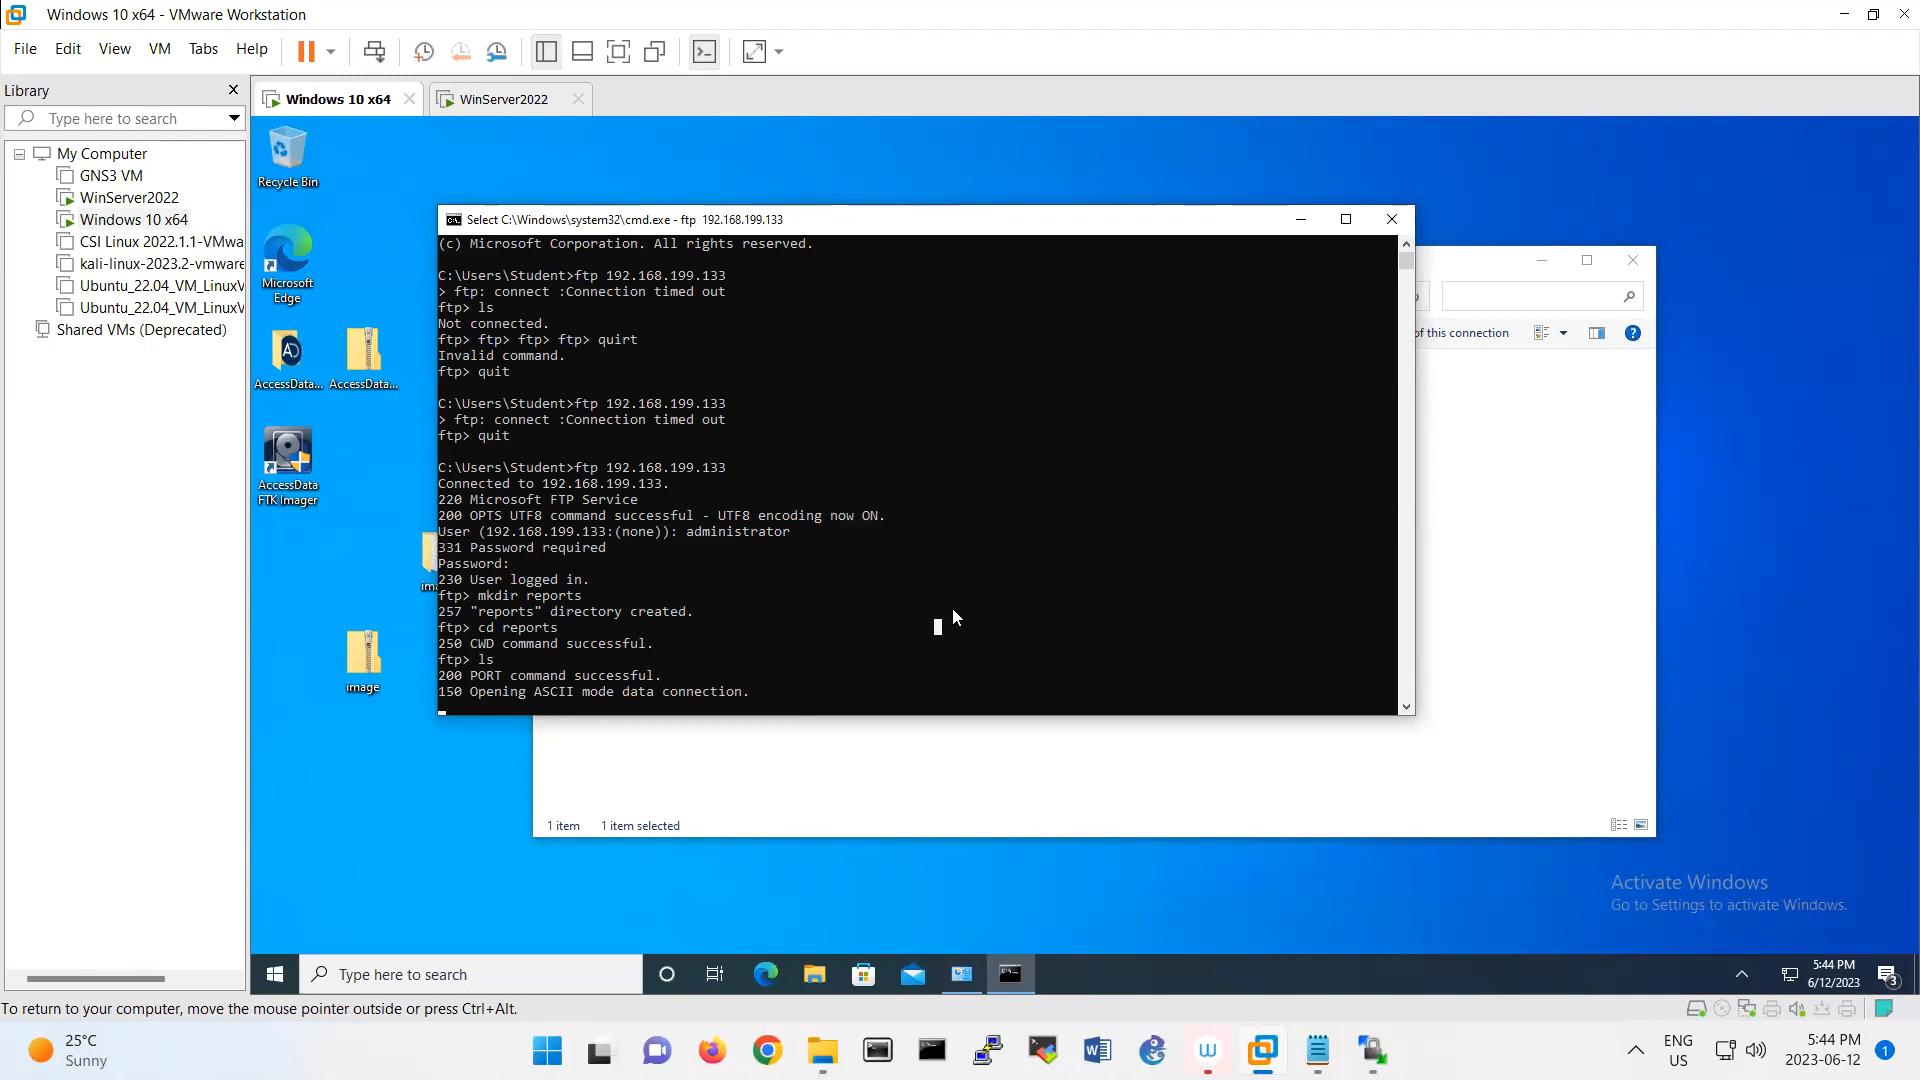 Windows 10 x64 - VMware Workstation
File Edit View VM Tabs Help
Library
Type here to search
My Computer
GNS3 VM
WinServer2022
Windows 10 x64
CSI Linux 2022.1.1-VMwa
kali-linux-2023.2-vmware
Ubuntu_22.04_VM_LinuxV
Ubuntu_22.04_VM_LinuxV
Shared VMs (Deprecated)
Windows 10 x64
WinServer2022
Recycle Bin
Microsoft
Edge
AccessData...
AccessData...
AccessData
FTK Imager
image
Select C:\Windows\system32\cmd.exe - ftp 192.168.199.133
(c) Microsoft Corporation. All rights reserved.
C:\Users\Student>ftp 192.168.199.133
> ftp: connect :Connection timed out
ftp> ls
Not connected.
ftp> ftp> ftp> ftp> quirt
Invalid command.
ftp> quit
C:\Users\Student>ftp 192.168.199.133
> ftp: connect :Connection timed out
ftp> quit
C:\Users\Student>ftp 192.168.199.133
Connected to 192.168.199.133.
220 Microsoft FTP Service
200 OPTS UTF8 command successful - UTF8 encoding now ON.
User (192.168.199.133:(none)): administrator
331 Password required
Password:
230 User logged in.
ftp> mkdir reports
257 "reports" directory created.
ftp> cd reports
250 CWD command successful.
ftp> ls
200 PORT command successful.
150 Opening ASCII mode data connection.
of this connection
1 item 1 item selected
Activate Windows
Go to Settings to activate Windows.
Type here to search
5:44 PM
6/12/2023
3
To return to your computer, move the mouse pointer outside or press Ctrl+Alt.
25°C
Sunny
ENG
US
5:44 PM
2023-06-12
1